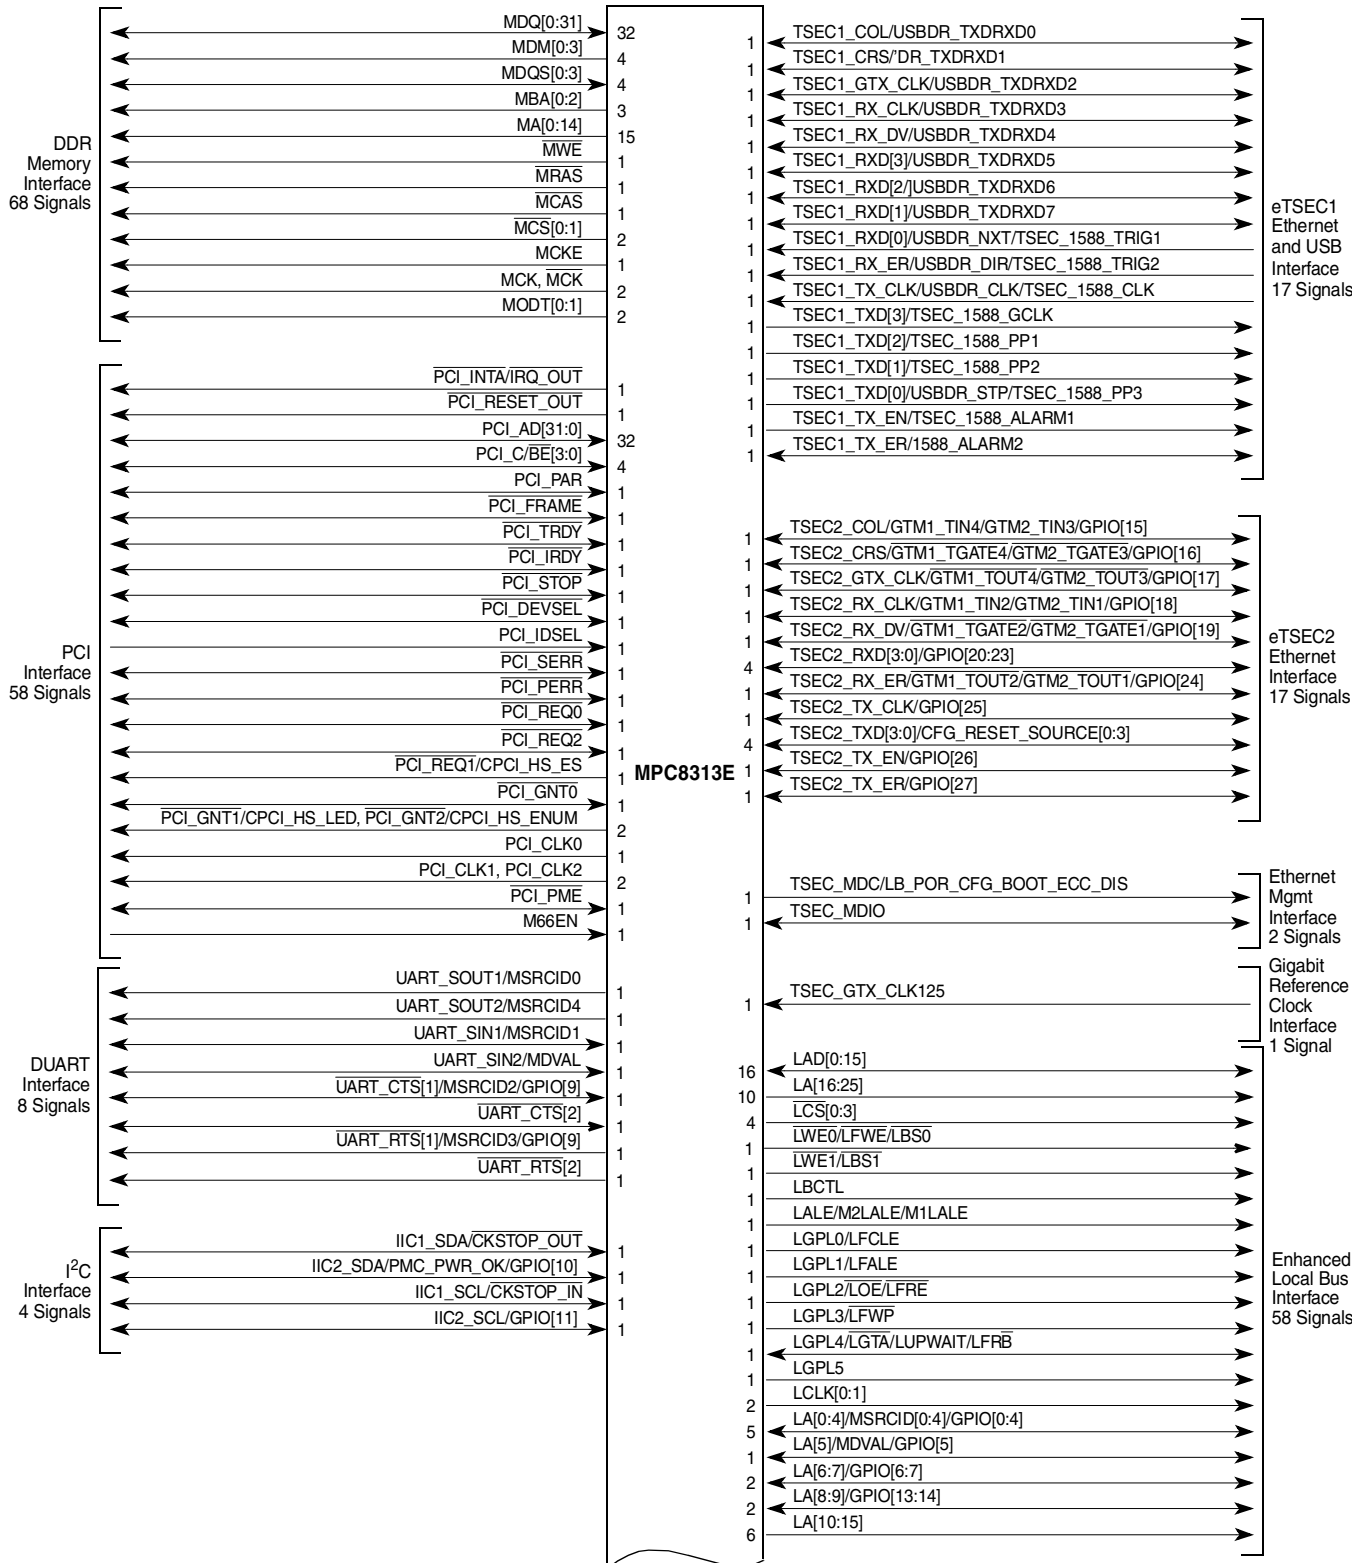 DDR
Memory
Interface
68 Signals
MDQ[0:31] 32
MDM[0:3] 4
MDQS[0:3] 4
MBA[0:2] 3
MA[0:14] 15
MWE 1
MRAS 1
MCAS 1
MCS[0:1] 2
MCKE 1
MCK, MCK 2
MODT[0:1] 2
PCI
Interface
58 Signals
PCI_INTA/IRQ_OUT 1
PCI_RESET_OUT 1
PCI_AD[31:0] 32
PCI_C/BE[3:0] 4
PCI_PAR 1
PCI_FRAME 1
PCI_TRDY 1
PCI_IRDY 1
PCI_STOP 1
PCI_DEVSEL 1
PCI_IDSEL 1
PCI_SERR 1
PCI_PERR 1
PCI_REQ0 1
PCI_REQ2 1
PCI_REQ1/CPCI_HS_ES 1
PCI_GNT0 1
PCI_GNT1/CPCI_HS_LED, PCI_GNT2/CPCI_HS_ENUM 2
PCI_CLK0 1
PCI_CLK1, PCI_CLK2 2
PCI_PME 1
M66EN 1
DUART
Interface
8 Signals
UART_SOUT1/MSRCID0 1
UART_SOUT2/MSRCID4 1
UART_SIN1/MSRCID1 1
UART_SIN2/MDVAL 1
UART_CTS[1]/MSRCID2/GPIO[9] 1
UART_CTS[2] 1
UART_RTS[1]/MSRCID3/GPIO[9] 1
UART_RTS[2] 1
I2C
Interface
4 Signals
IIC1_SDA/CKSTOP_OUT 1
IIC2_SDA/PMC_PWR_OK/GPIO[10] 1
IIC1_SCL/CKSTOP_IN 1
IIC2_SCL/GPIO[11] 1
MPC8313E
1 TSEC1_COL/USBDR_TXDRXD0
1 TSEC1_CRS/'DR_TXDRXD1
1 TSEC1_GTX_CLK/USBDR_TXDRXD2
1 TSEC1_RX_CLK/USBDR_TXDRXD3
1 TSEC1_RX_DV/USBDR_TXDRXD4
1 TSEC1_RXD[3]/USBDR_TXDRXD5
1 TSEC1_RXD[2/]USBDR_TXDRXD6
1 TSEC1_RXD[1]/USBDR_TXDRXD7
1 TSEC1_RXD[0]/USBDR_NXT/TSEC_1588_TRIG1
1 TSEC1_RX_ER/USBDR_DIR/TSEC_1588_TRIG2
1 TSEC1_TX_CLK/USBDR_CLK/TSEC_1588_CLK
1 TSEC1_TXD[3]/TSEC_1588_GCLK
1 TSEC1_TXD[2]/TSEC_1588_PP1
1 TSEC1_TXD[1]/TSEC_1588_PP2
1 TSEC1_TXD[0]/USBDR_STP/TSEC_1588_PP3
1 TSEC1_TX_EN/TSEC_1588_ALARM1
1 TSEC1_TX_ER/1588_ALARM2
eTSEC1
Ethernet
and USB
Interface
17 Signals
1 TSEC2_COL/GTM1_TIN4/GTM2_TIN3/GPIO[15]
1 TSEC2_CRS/GTM1_TGATE4/GTM2_TGATE3/GPIO[16]
1 TSEC2_GTX_CLK/GTM1_TOUT4/GTM2_TOUT3/GPIO[17]
1 TSEC2_RX_CLK/GTM1_TIN2/GTM2_TIN1/GPIO[18]
1 TSEC2_RX_DV/GTM1_TGATE2/GTM2_TGATE1/GPIO[19]
4 TSEC2_RXD[3:0]/GPIO[20:23]
1 TSEC2_RX_ER/GTM1_TOUT2/GTM2_TOUT1/GPIO[24]
1 TSEC2_TX_CLK/GPIO[25]
4 TSEC2_TXD[3:0]/CFG_RESET_SOURCE[0:3]
1 TSEC2_TX_EN/GPIO[26]
1 TSEC2_TX_ER/GPIO[27]
eTSEC2
Ethernet
Interface
17 Signals
1 TSEC_MDC/LB_POR_CFG_BOOT_ECC_DIS
1 TSEC_MDIO
Ethernet
Mgmt
Interface
2 Signals
1 TSEC_GTX_CLK125
Gigabit
Reference
Clock
Interface
1 Signal
16 LAD[0:15]
10 LA[16:25]
4 LCS[0:3]
1 LWE0/LFWE/LBS0
1 LWE1/LBS1
1 LBCTL
1 LALE/M2LALE/M1LALE
1 LGPL0/LFCLE
1 LGPL1/LFALE
1 LGPL2/LOE/LFRE
1 LGPL3/LFWP
1 LGPL4/LGTA/LUPWAIT/LFRB
1 LGPL5
2 LCLK[0:1]
5 LA[0:4]/MSRCID[0:4]/GPIO[0:4]
1 LA[5]/MDVAL/GPIO[5]
2 LA[6:7]/GPIO[6:7]
2 LA[8:9]/GPIO[13:14]
6 LA[10:15]
Enhanced
Local Bus
Interface
58 Signals